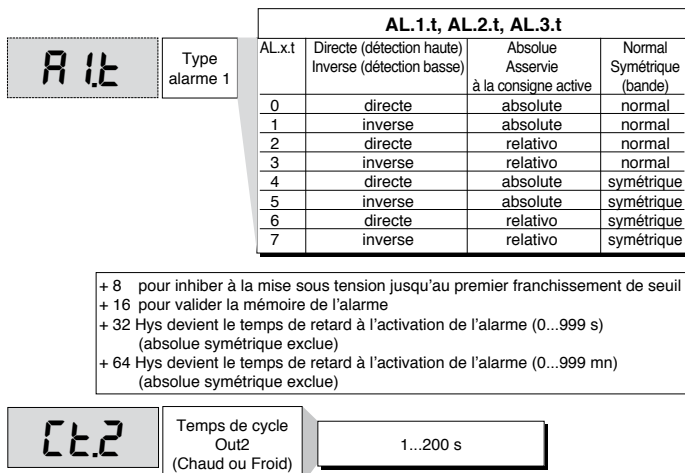 AL.1.t, AL.2.t, AL.3.t
A1.t
Type
alarme 1
AL.x.t Directe (détection haute) Absolue Normal
Inverse (détection basse) Asservie Symétrique
à la consigne active (bande)
0 directe absolute normal
1 inverse absolute normal
2 directe relativo normal
3 inverse relativo normal
4 directe absolute symétrique
5 inverse absolute symétrique
6 directe relativo symétrique
7 inverse relativo symétrique
+ 8 pour inhiber à la mise sous tension jusqu'au premier franchissement de seuil
+ 16 pour valider la mémoire de l'alarme
+ 32 Hys devient le temps de retard à l'activation de l'alarme (0...999 s)
(absolue symétrique exclue)
+ 64 Hys devient le temps de retard à l'activation de l'alarme (0...999 mn)
(absolue symétrique exclue)
Ct.2
Temps de cycle
Out2
(Chaud ou Froid)
1...200 s